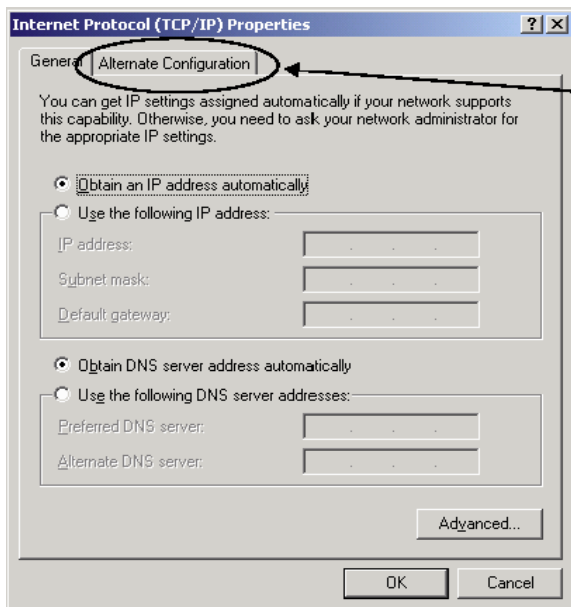 Internet Protocol (TCP/IP) Properties
General
Alternate Configuration
You can get IP settings assigned automatically if your network supports
this capability. Otherwise, you need to ask your network administrator for
the appropriate IP settings.
Obtain an IP address automatically
Use the following IP address:
IP address:
Subnet mask:
Default gateway:
Obtain DNS server address automatically
Use the following DNS server addresses:
Preferred DNS server:
Alternate DNS server:
Advanced...
OK
Cancel